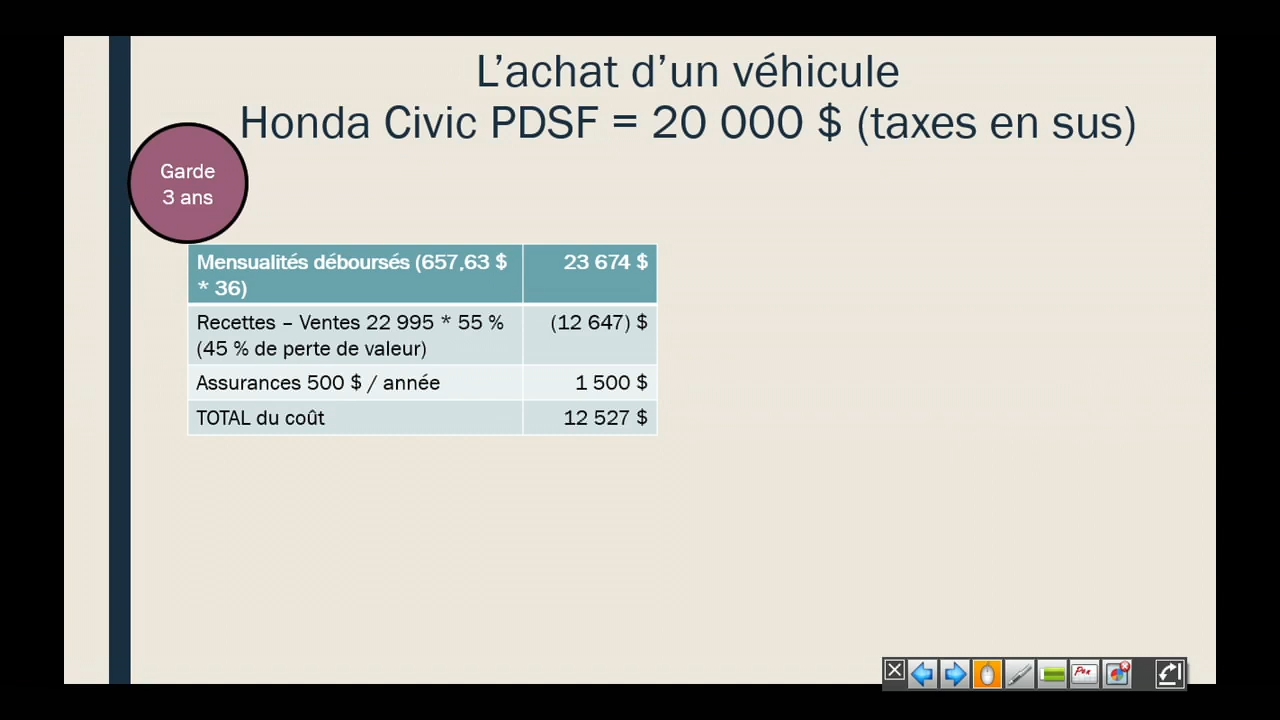 L’achat d’un véhicule
Honda Civic PDSF = 20 000 $ (taxes en sus)
Garde
3 ans
Mensualités déboursés (657,63 $
* 36)
23 674 $
Recettes – Ventes 22 995 * 55 %
(45 % de perte de valeur)
(12 647) $
Assurances 500 $ / année
1 500 $
TOTAL du coût
12 527 $
Pen